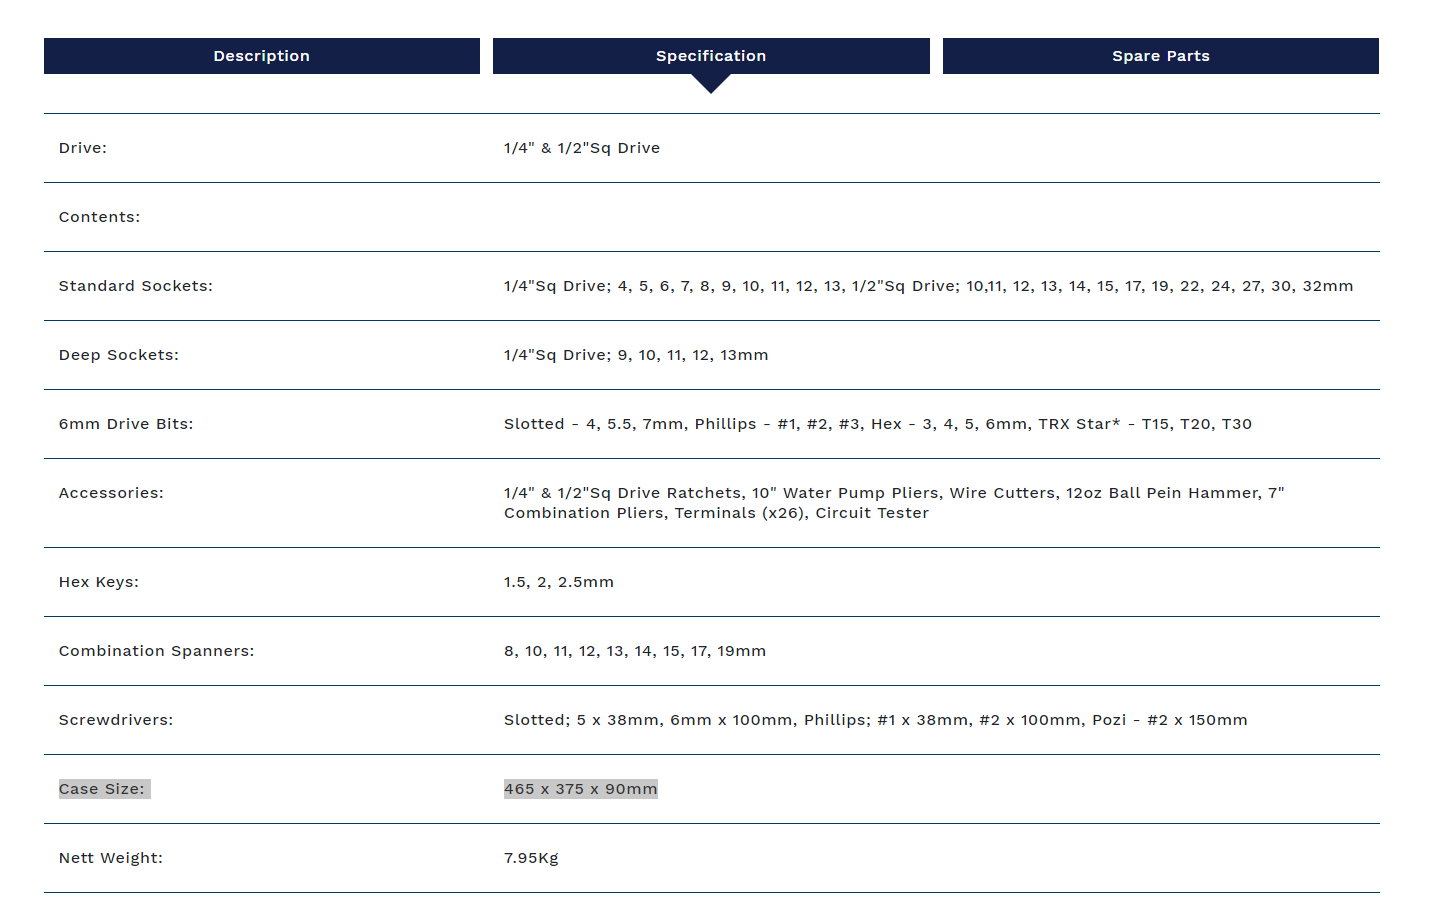 Description
Specification
Spare Parts
Drive: 1/4" & 1/2"Sq Drive
Contents:
Standard Sockets: 1/4"Sq Drive; 4, 5, 6, 7, 8, 9, 10, 11, 12, 13, 1/2"Sq Drive; 10,11, 12, 13, 14, 15, 17, 19, 22, 24, 27, 30, 32mm
Deep Sockets: 1/4"Sq Drive; 9, 10, 11, 12, 13mm
6mm Drive Bits: Slotted - 4, 5.5, 7mm, Phillips - #1, #2, #3, Hex - 3, 4, 5, 6mm, TRX Star* - T15, T20, T30
Accessories: 1/4" & 1/2"Sq Drive Ratchets, 10" Water Pump Pliers, Wire Cutters, 12oz Ball Pein Hammer, 7"
Combination Pliers, Terminals (x26), Circuit Tester
Hex Keys: 1.5, 2, 2.5mm
Combination Spanners: 8, 10, 11, 12, 13, 14, 15, 17, 19mm
Screwdrivers: Slotted; 5 x 38mm, 6mm x 100mm, Phillips; #1 x 38mm, #2 x 100mm, Pozi - #2 x 150mm
Case Size: 465 x 375 x 90mm
Nett Weight: 7.95Kg